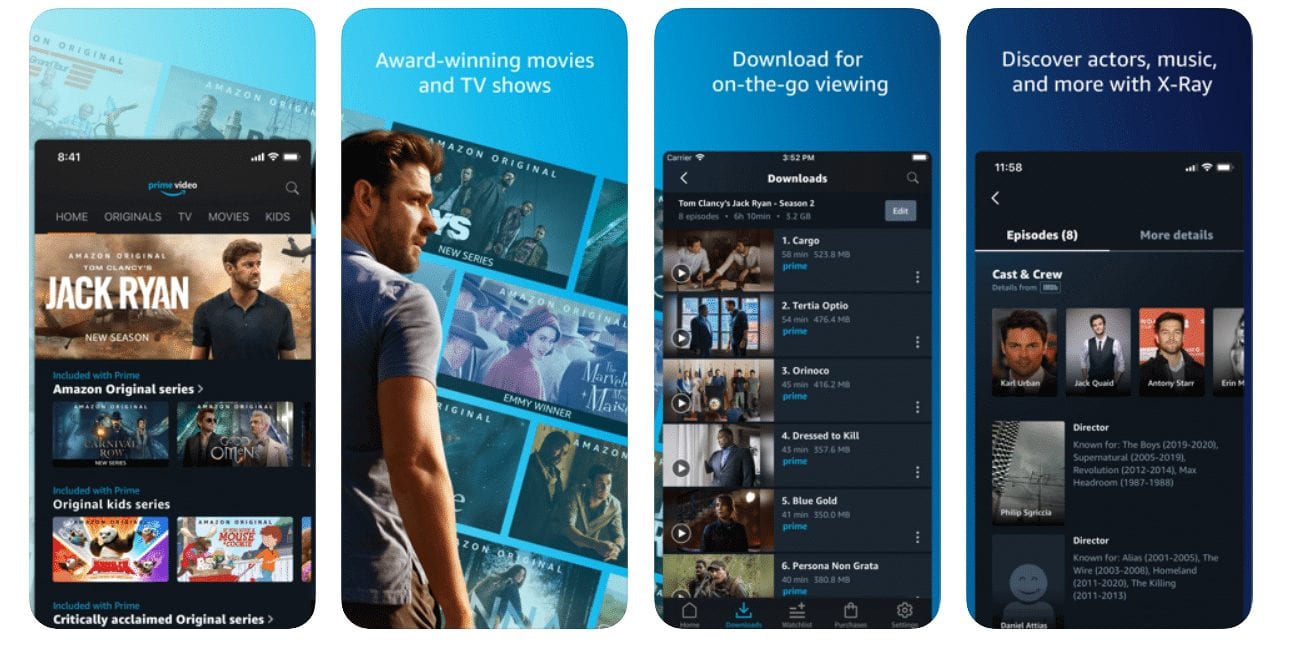 AMAZON ORIGINAL
AMAZON ORIGINAL
8:41
prime video
HOME ORIGINALS TV MOVIES KIDS
AMAZON ORIGINAL
TOM CLANCY'S
JACK RYAN
NEW SEASON
Included with Prime
Amazon Original series >
AMAZON ORIGINAL
CARNIVAL
ROW
NEW SERIES
AMAZON ORIGINAL
GOOD
OMENS
Included with Prime
Original kids series
AMAZON ORIGINAL
AMAZON ORIGINAL
IF YOU GIVE A
MOUSE
A COOKIE
Included with Prime
Critically acclaimed Original series >
Award-winning movies
and TV shows
AMAZON ORIGINAL
YS
NEW SERIES
AMAZON ORIGINAL
The
Marvelous
Maisel
EMMY WINNER
Download for
on-the-go viewing
Carrier 3:52 PM
Downloads
Tom Clancy's Jack Ryan - Season 2
8 episodes • 6h 10min • 3.2 GB
Edit
1. Cargo
58 min 523.8 MB
prime
2. Tertia Optio
54 min 476.4 MB
prime
3. Orinoco
45 min 416.2 MB
prime
4. Dressed to Kill
43 min 357.6 MB
prime
5. Blue Gold
41 min 350.0 MB
prime
6. Persona Non Grata
40 min 380.8 MB
prime
Home Downloads Watchlist Purchases Settings
Discover actors, music,
and more with X-Ray
11:58
Episodes (8) More details
Cast & Crew
Details from IMDb
Karl Urban Jack Quaid Antony Starr Erin M
Director
Known for: The Boys (2019-2020),
Supernatural (2005-2019),
Revolution (2012-2014), Max
Headroom (1987-1988)
Philip Sgriccia
Director
Known for: Alias (2001-2005), The
Wire (2003-2008), Homeland
(2011-2020), The Killing
(2011-2013)
Daniel Attias